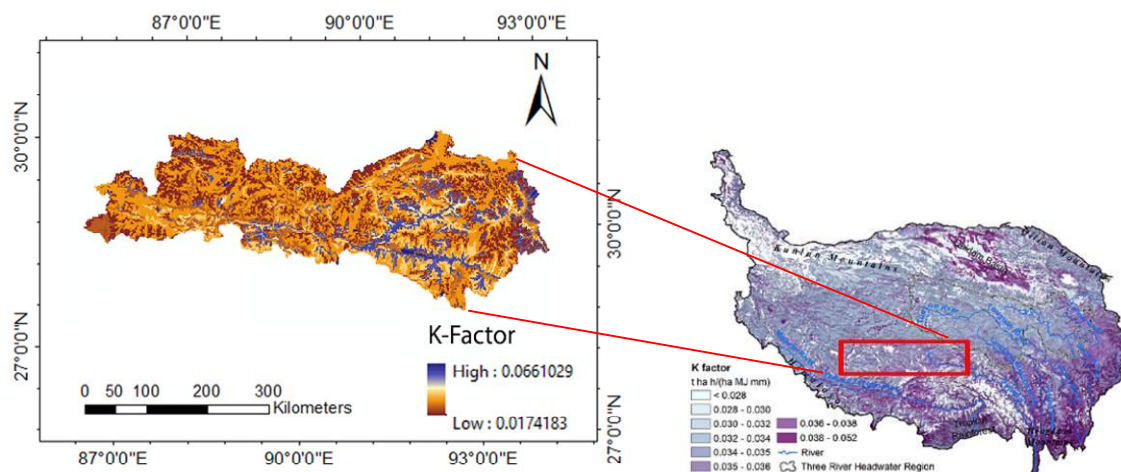 87°0'0"E 90°0'0"E 93°0'0"E
N
30°0'0"N
30°0'0"N
27°0'0"N
27°0'0"N
K-Factor
High : 0.0661029
Low : 0.0174183
0 50 100 200 300
Kilometers
87°0'0"E 90°0'0"E 93°0'0"E
Kunlun Mountains
K factor
t ha h/(ha MJ mm)
< 0.028
0.028 - 0.030
0.030 - 0.032
0.032 - 0.034
0.034 - 0.035
0.035 - 0.036
0.036 - 0.038
0.038 - 0.052
River
Three River Headwater Region